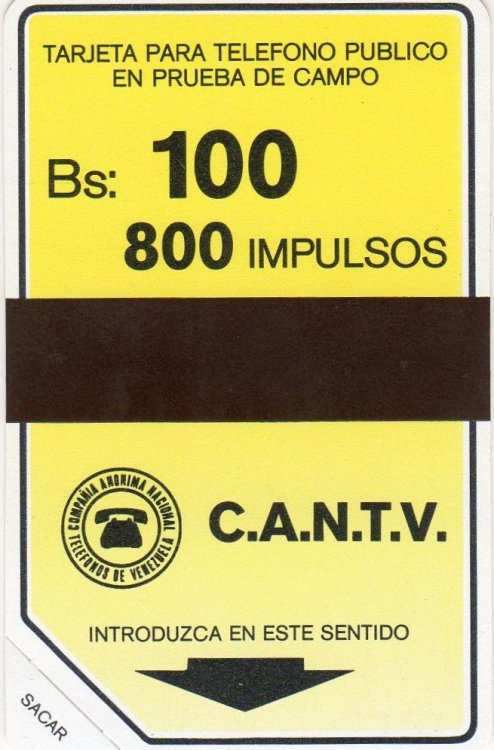 TARJETA PARA TELEFONO PUBLICO
EN PRUEBA DE CAMPO
Bs: 100
800 IMPULSOS
COMPAÑIA ANONIMA NACIONAL
TELEFONOS DE VENEZUELA
C.A.N.T.V.
INTRODUZCA EN ESTE SENTIDO
SACAR